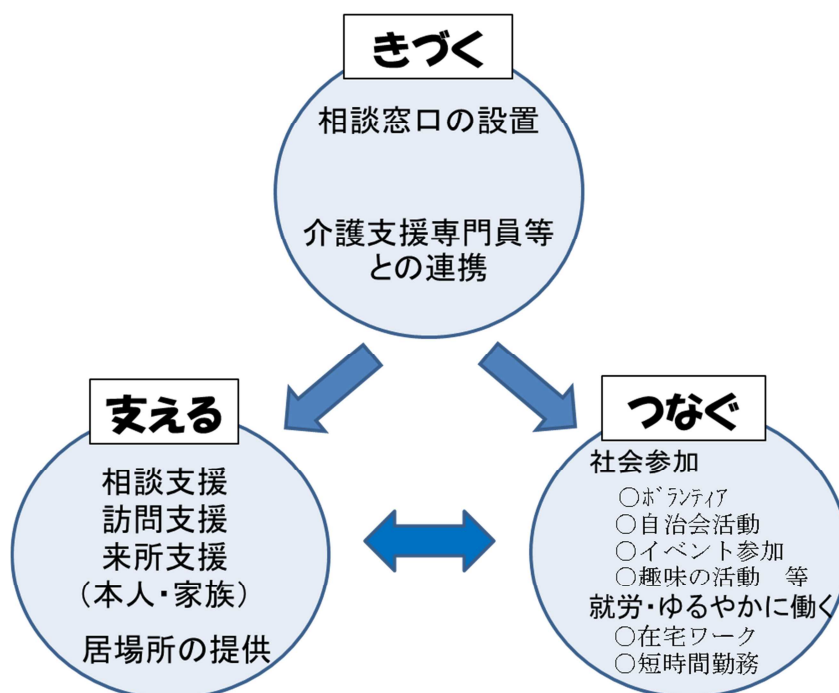 きづく
相談窓口の設置
介護支援専門員等
との連携
支える
相談支援
訪問支援
来所支援
(本人・家族)
居場所の提供
つなぐ
社会参加
○ボランティア
○自治会活動
○イベント参加
○趣味の活動　等
就労・ゆるやかに働く
○在宅ワーク
○短時間勤務